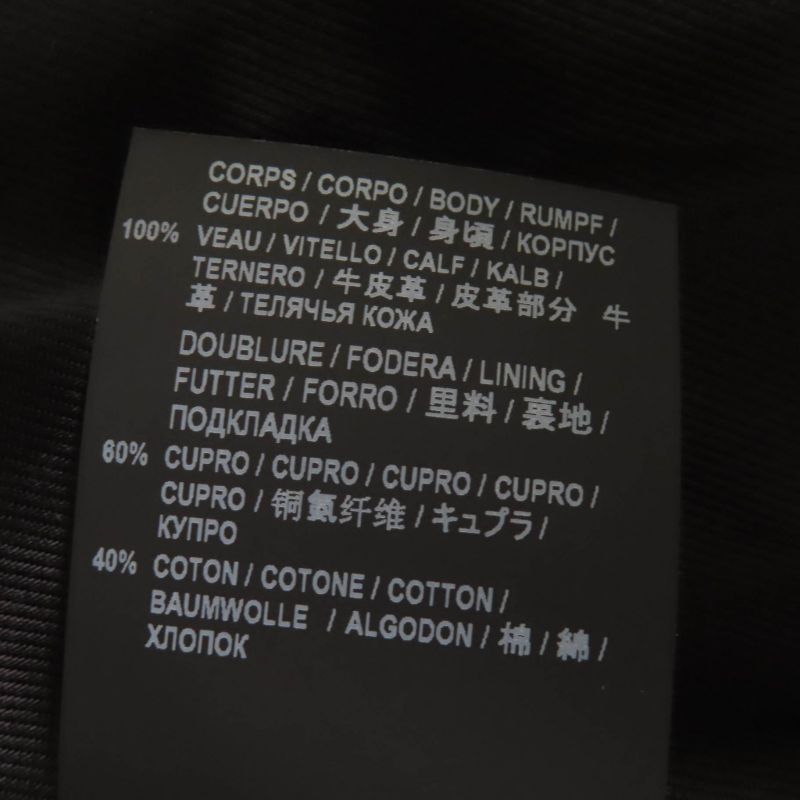 CORPS / CORPO / BODY / RUMPF /
CUERPO / 大身 / 身頃 / КОРПУС
100% VEAU / VITELLO / CALF / KALB /
TERNERO / 牛皮革 / 皮革部分 牛
革 / ТЕЛЯЧЬЯ КОЖА
DOUBLURE / FODERA / LINING /
FUTTER / FORRO / 里料 / 裏地 /
ПОДКЛАДКА
60% CUPRO / CUPRO / CUPRO / CUPRO /
CUPRO / 铜氨纤维 / キュプラ /
КУПРО
40% COTON / COTONE / COTTON /
BAUMWOLLE / ALGODON / 棉 / 綿 /
ХЛОПОК